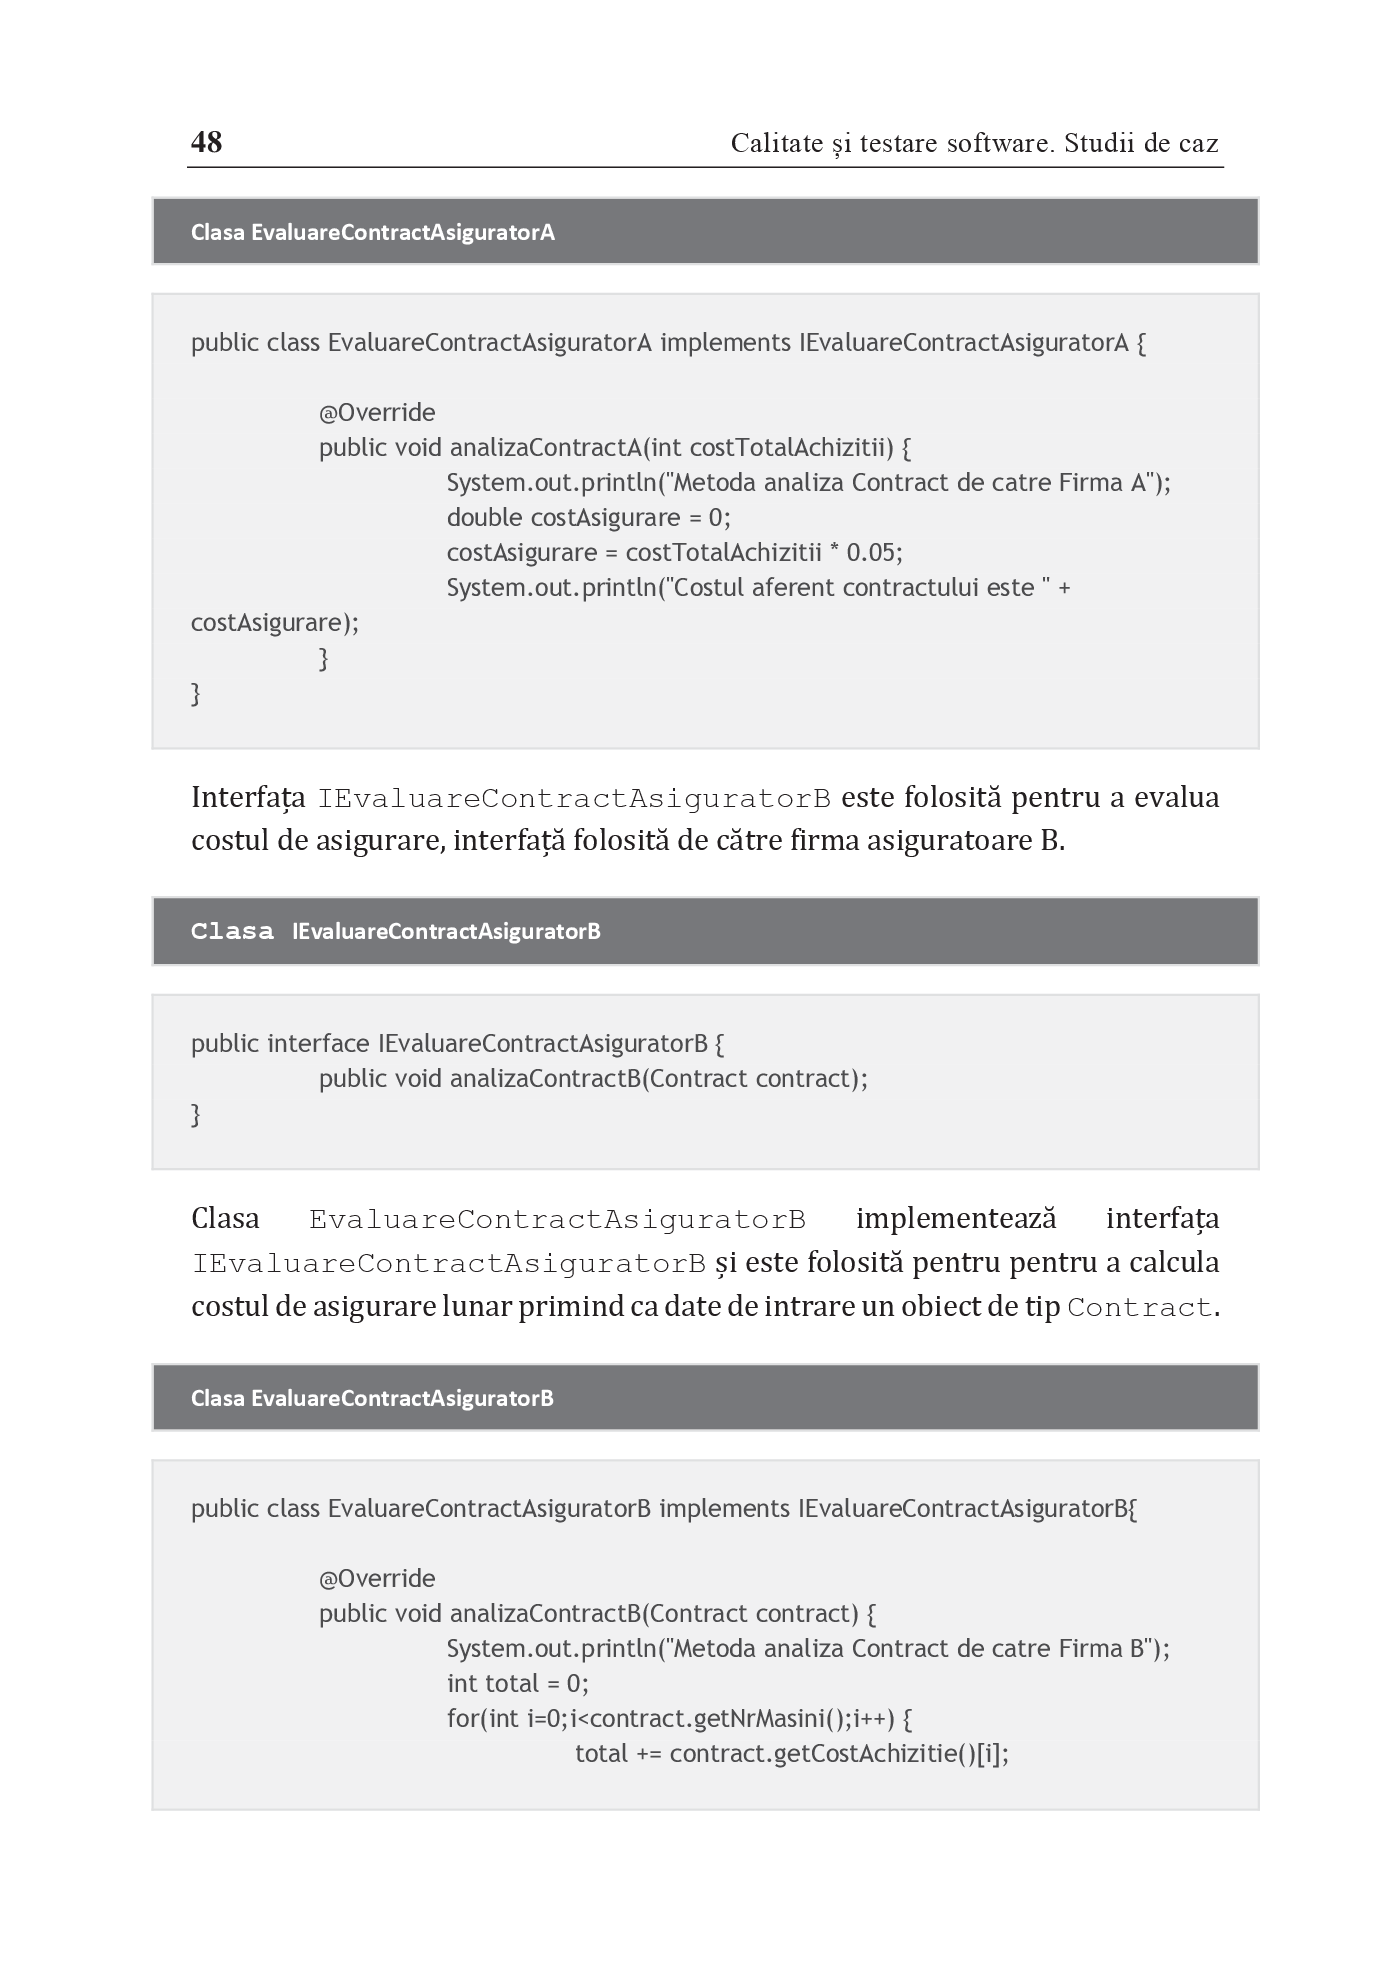 48 Calitate și testare software. Studii de caz
Clasa EvaluareContractAsiguratorA
public class EvaluareContractAsiguratorA implements IEvaluareContractAsiguratorA {
@Override
public void analizaContractA(int costTotalAchizitii) {
System.out.println("Metoda analiza Contract de catre Firma A");
double costAsigurare = 0;
costAsigurare = costTotalAchizitii * 0.05;
System.out.println("Costul aferent contractului este " +
costAsigurare);
}
}
Interfața IEvaluareContractAsiguratorB este folosită pentru a evalua
costul de asigurare, interfață folosită de către firma asiguratoare B.
Clasa IEvaluareContractAsiguratorB
public interface IEvaluareContractAsiguratorB {
public void analizaContractB(Contract contract);
}
Clasa EvaluareContractAsiguratorB implementează interfața
IEvaluareContractAsiguratorB și este folosită pentru pentru a calcula
costul de asigurare lunar primind ca date de intrare un obiect de tip Contract.
Clasa EvaluareContractAsiguratorB
public class EvaluareContractAsiguratorB implements IEvaluareContractAsiguratorB{
@Override
public void analizaContractB(Contract contract) {
System.out.println("Metoda analiza Contract de catre Firma B");
int total = 0;
for(int i=0;i<contract.getNrMasini();i++) {
total += contract.getCostAchizitie()[i];